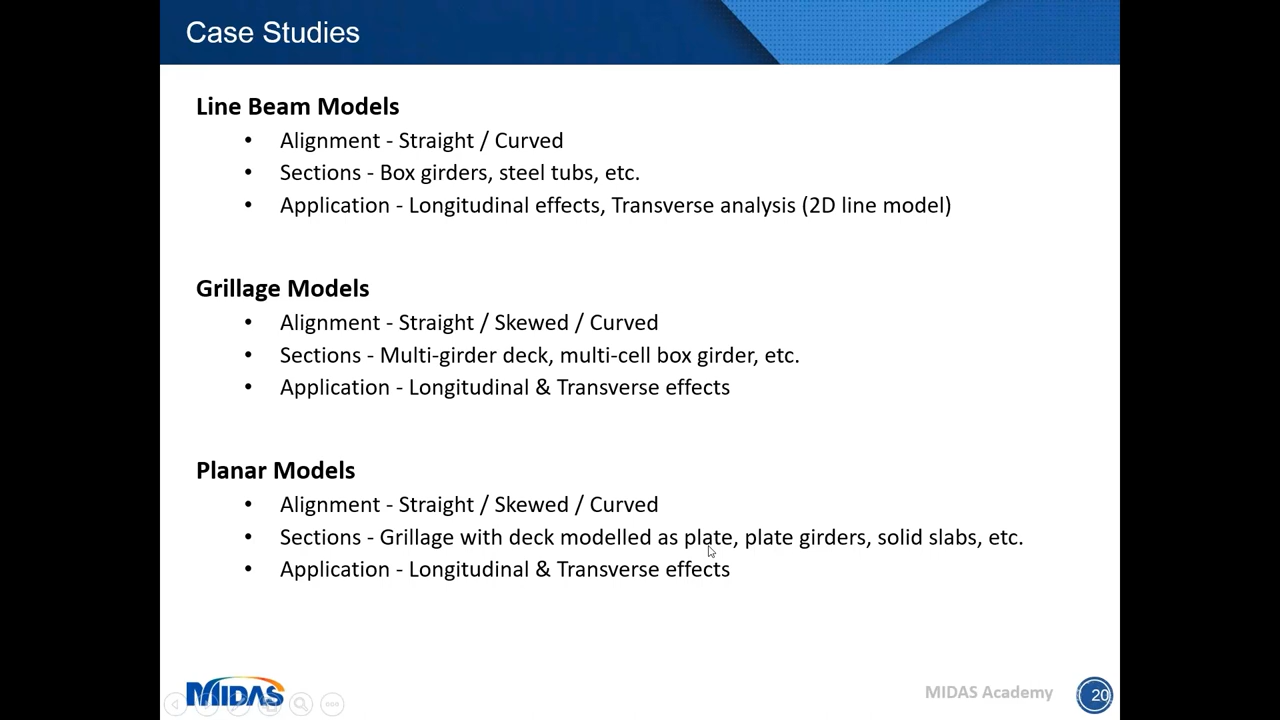 Case Studies
Line Beam Models
• Alignment - Straight / Curved
• Sections - Box girders, steel tubs, etc.
• Application - Longitudinal effects, Transverse analysis (2D line model)
Grillage Models
• Alignment - Straight / Skewed / Curved
• Sections - Multi-girder deck, multi-cell box girder, etc.
• Application - Longitudinal & Transverse effects
Planar Models
• Alignment - Straight / Skewed / Curved
• Sections - Grillage with deck modelled as plate, plate girders, solid slabs, etc.
• Application - Longitudinal & Transverse effects
MIDAS
MIDAS Academy
20